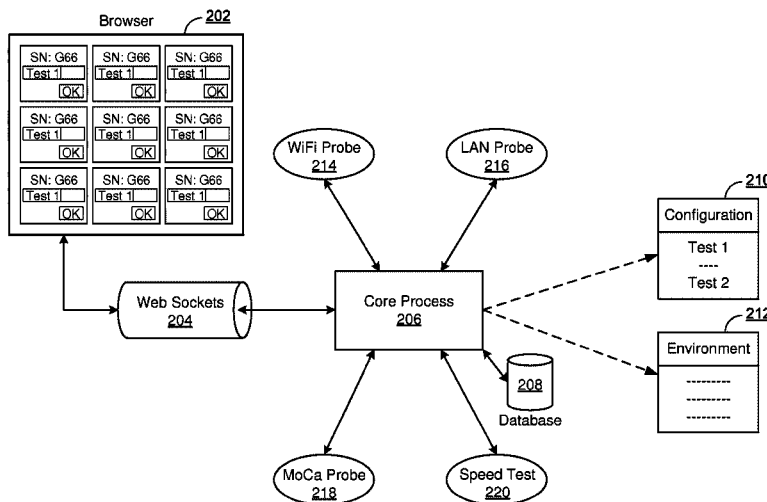 Browser
202
SN: G66 SN: G66 SN: G66
Test 1 Test 1 Test 1
OK OK OK
SN: G66 SN: G66 SN: G66
Test 1 Test 1 Test 1
OK OK OK
SN: G66 SN: G66 SN: G66
Test 1 Test 1 Test 1
OK OK OK
WiFi Probe
214
LAN Probe
216
210
Configuration
Test 1
----
Test 2
Web Sockets
204
Core Process
206
212
Environment
---------
---------
---------
208
Database
MoCa Probe
218
Speed Test
220